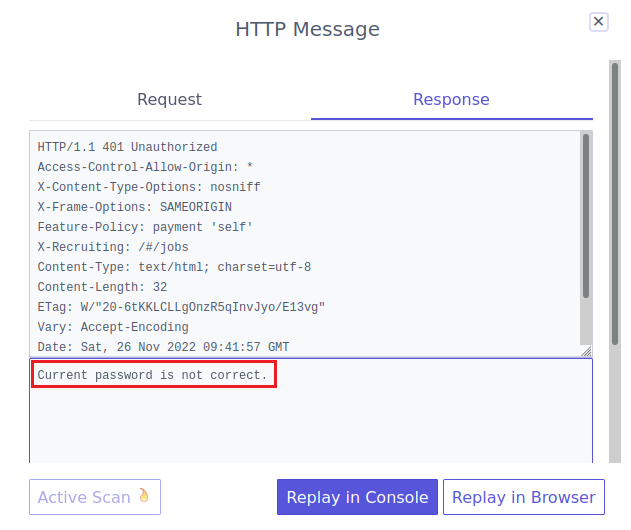 HTTP Message
Request
Response
HTTP/1.1 401 Unauthorized
Access-Control-Allow-Origin: *
X-Content-Type-Options: nosniff
X-Frame-Options: SAMEORIGIN
Feature-Policy: payment 'self'
X-Recruiting: /#/jobs
Content-Type: text/html; charset=utf-8
Content-Length: 32
ETag: W/"20-6tKKLCLLgOnzR5qInvJyo/E13vg"
Vary: Accept-Encoding
Date: Sat, 26 Nov 2022 09:41:57 GMT
Current password is not correct.
Active Scan
Replay in Console
Replay in Browser